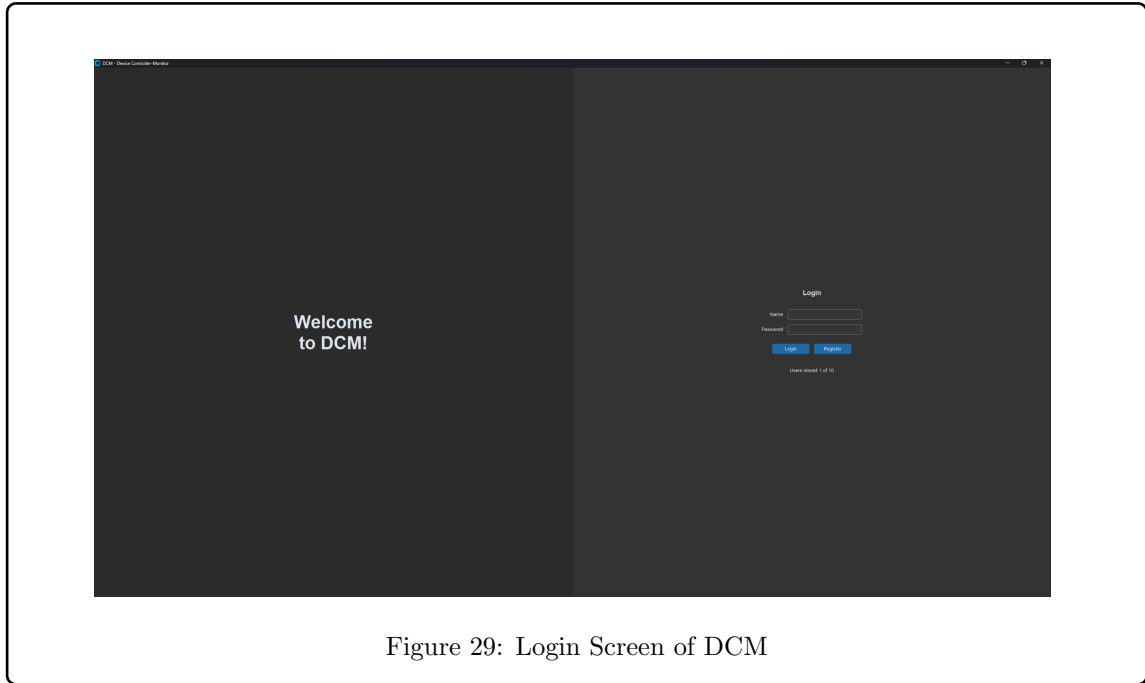 DCM - Device Controller-Monitor
Welcome
to DCM!
Login
Name
Password
Login Register
Users stored: 1 of 10
Figure 29: Login Screen of DCM